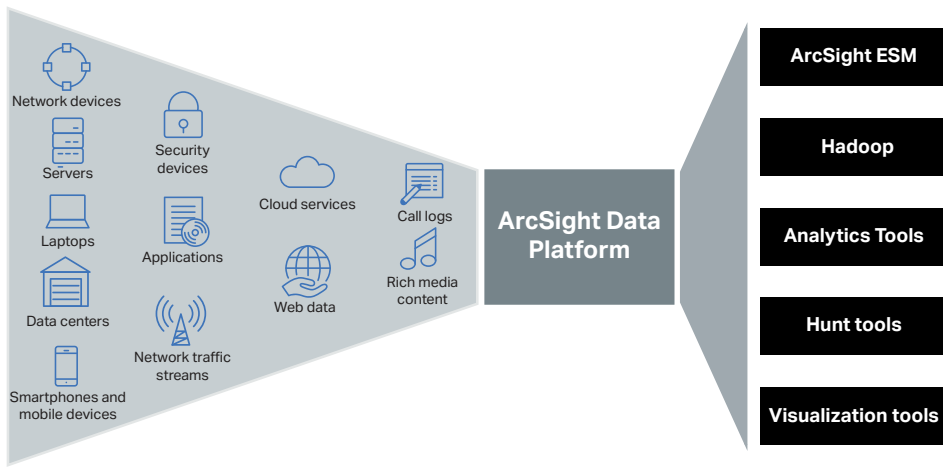 Network devices
Servers
Laptops
Data centers
Smartphones and
mobile devices
Security
devices
Applications
Network traffic
streams
Cloud services
Web data
Call logs
Rich media
content
ArcSight Data
Platform
ArcSight ESM
Hadoop
Analytics Tools
Hunt tools
Visualization tools